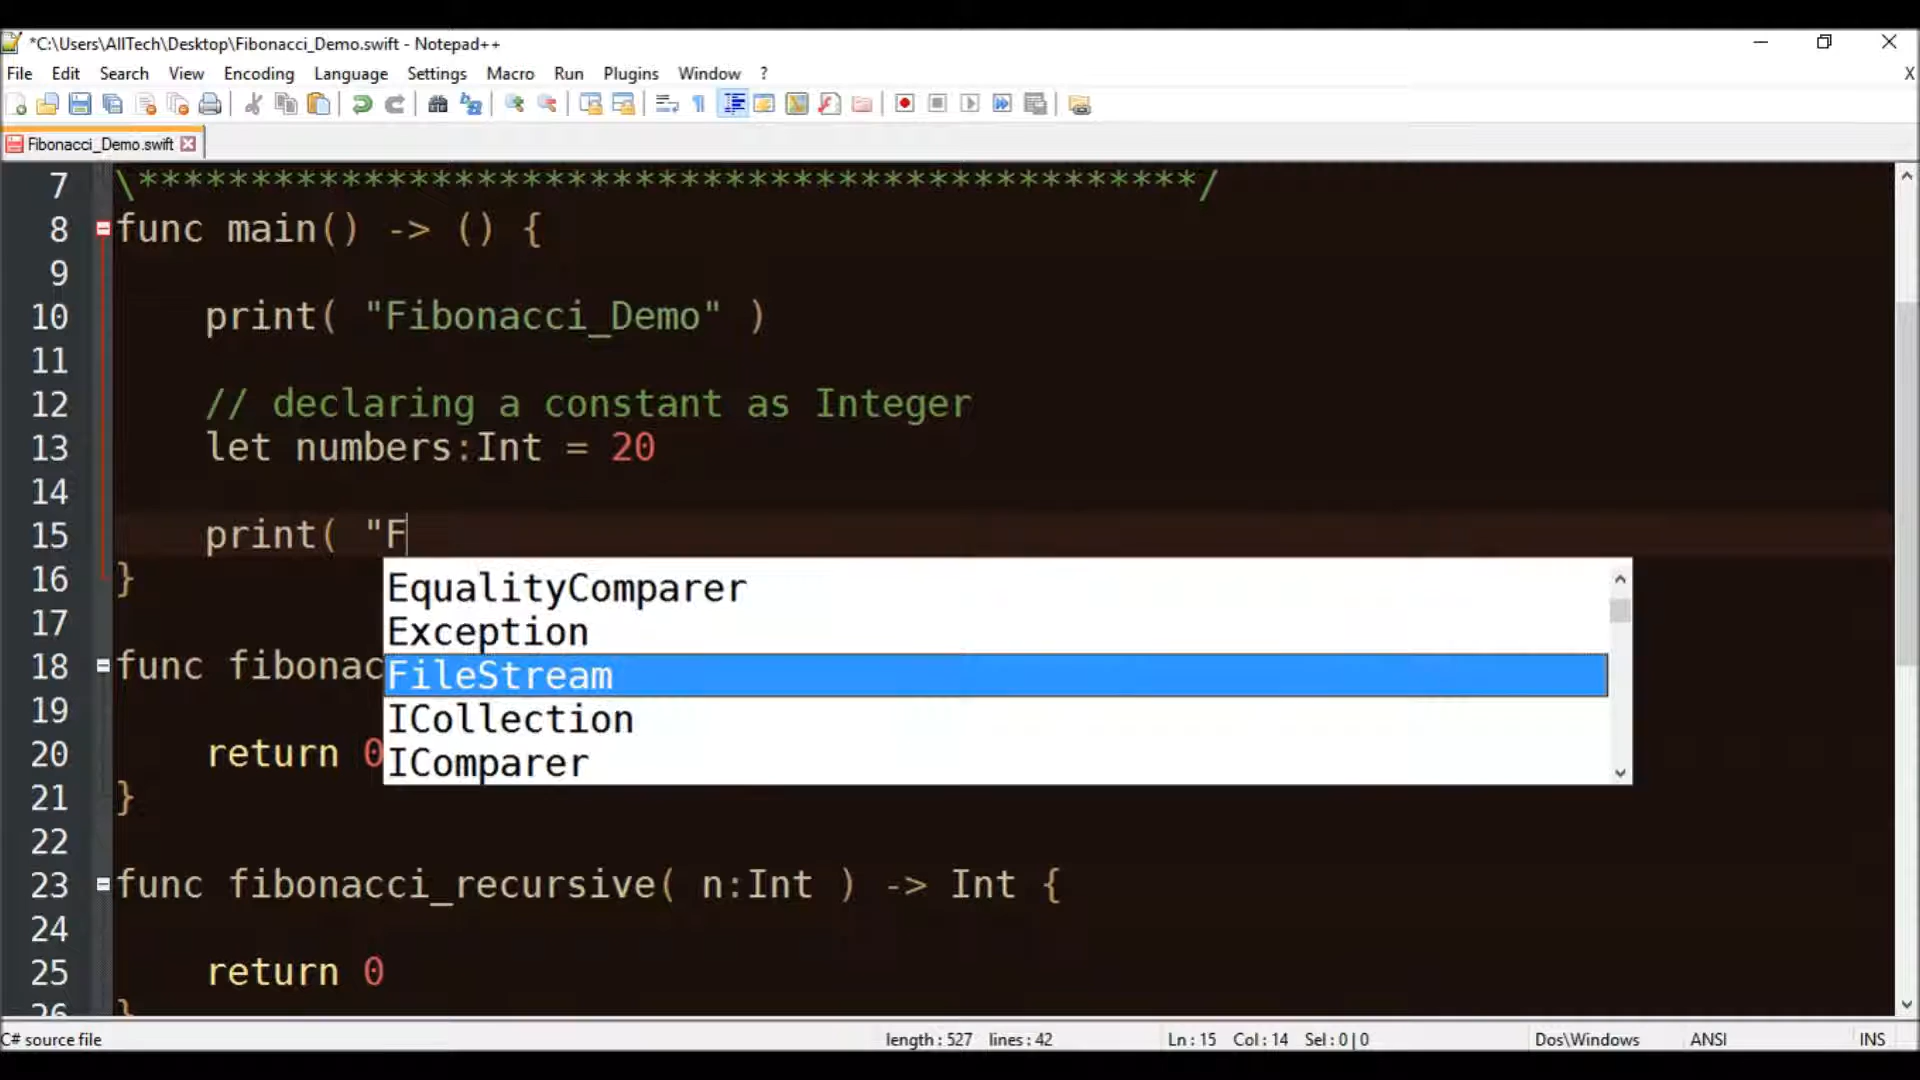 *C:\Users\AllTech\Desktop\Fibonacci_Demo.swift - Notepad++
File Edit Search View Encoding Language Settings Macro Run Plugins Window ? X
Fibonacci_Demo.swift
7 \***********************************************/
8 func main() -> () {
9
10 print( "Fibonacci_Demo" )
11
12 // declaring a constant as Integer
13 let numbers:Int = 20
14
15 print( "F
16 }
EqualityComparer
17
Exception
18 func fibonac
FileStream
19
ICollection
20 return 0
IComparer
21 }
22
23 func fibonacci_recursive( n:Int ) -> Int {
24
25 return 0
26 }
C# source file length : 527 lines : 42 Ln : 15 Col : 14 Sel : 0 | 0 Dos\Windows ANSI INS